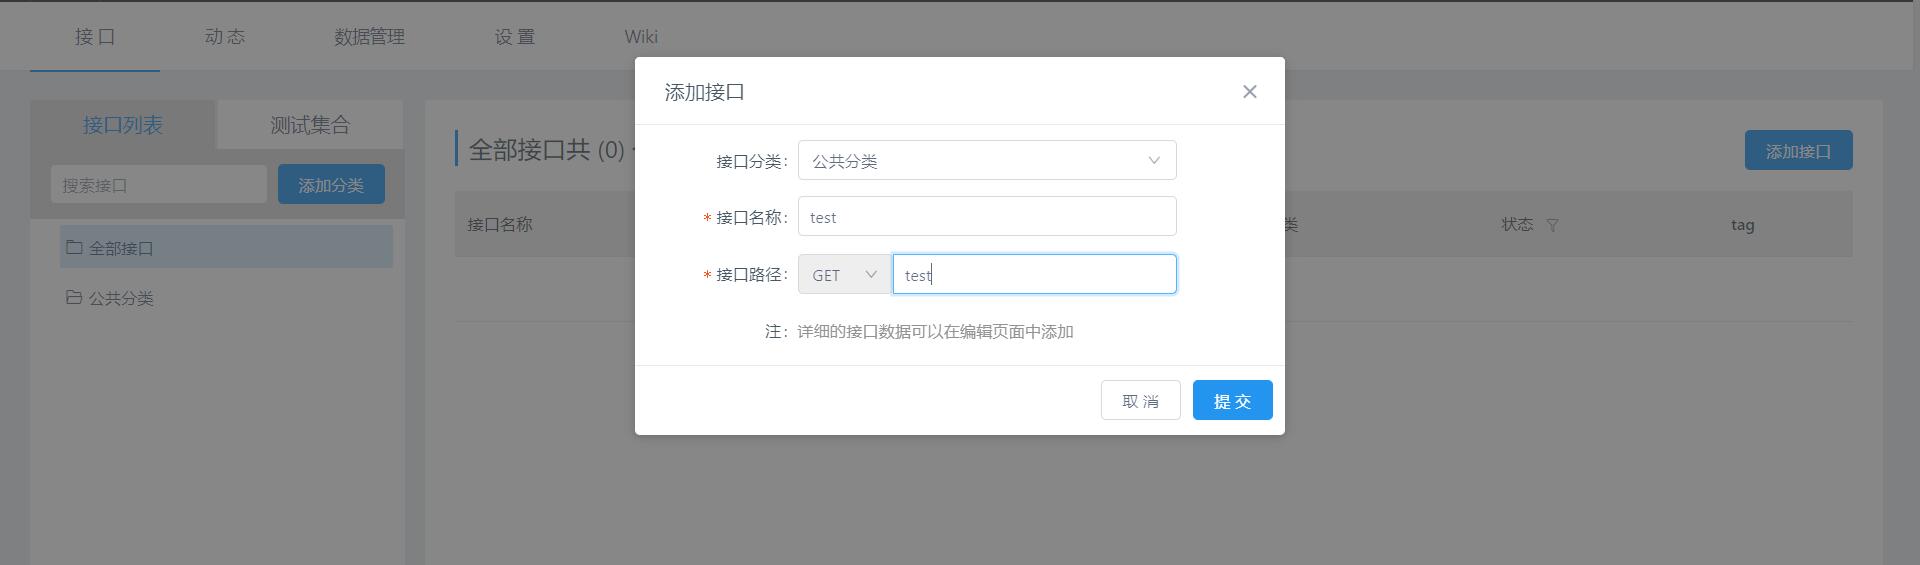 接 口 动 态 数据管理 设 置 Wiki
接口列表 测试集合
搜索接口 添加分类
全部接口
公共分类
全部接口共 (0)
添加接口
接口名称 类 状态 tag
添加接口
接口分类: 公共分类
* 接口名称: test
* 接口路径: GET test
注: 详细的接口数据可以在编辑页面中添加
取 消 提 交